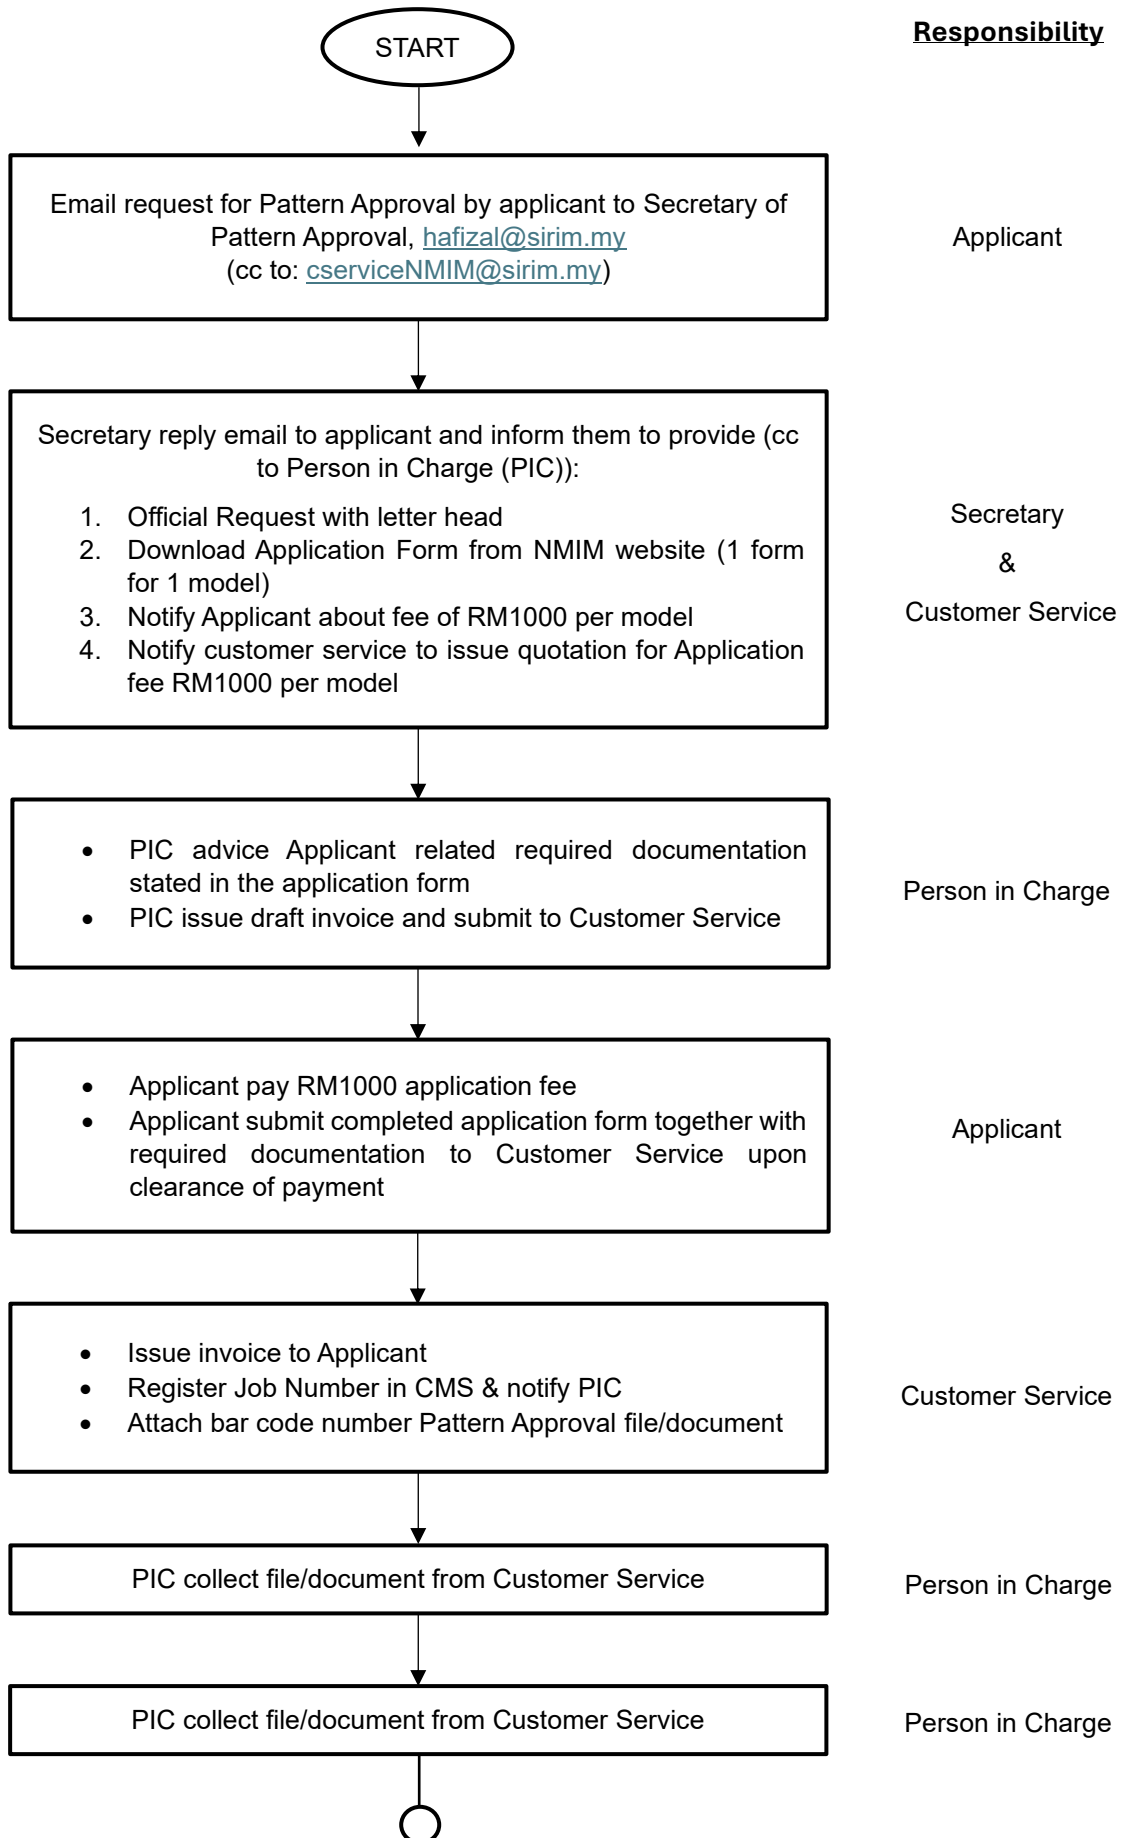 START
Responsibility
Email request for Pattern Approval by applicant to Secretary of
Pattern Approval, hafizal@sirim.my
(cc to: cserviceNMIM@sirim.my)
Applicant
Secretary reply email to applicant and inform them to provide (cc
to Person in Charge (PIC)):
1. Official Request with letter head
2. Download Application Form from NMIM website (1 form
for 1 model)
3. Notify Applicant about fee of RM1000 per model
4. Notify customer service to issue quotation for Application
fee RM1000 per model
Secretary
&
Customer Service
• PIC advice Applicant related required documentation
stated in the application form
• PIC issue draft invoice and submit to Customer Service
Person in Charge
• Applicant pay RM1000 application fee
• Applicant submit completed application form together with
required documentation to Customer Service upon
clearance of payment
Applicant
• Issue invoice to Applicant
• Register Job Number in CMS & notify PIC
• Attach bar code number Pattern Approval file/document
Customer Service
PIC collect file/document from Customer Service
Person in Charge
PIC collect file/document from Customer Service
Person in Charge